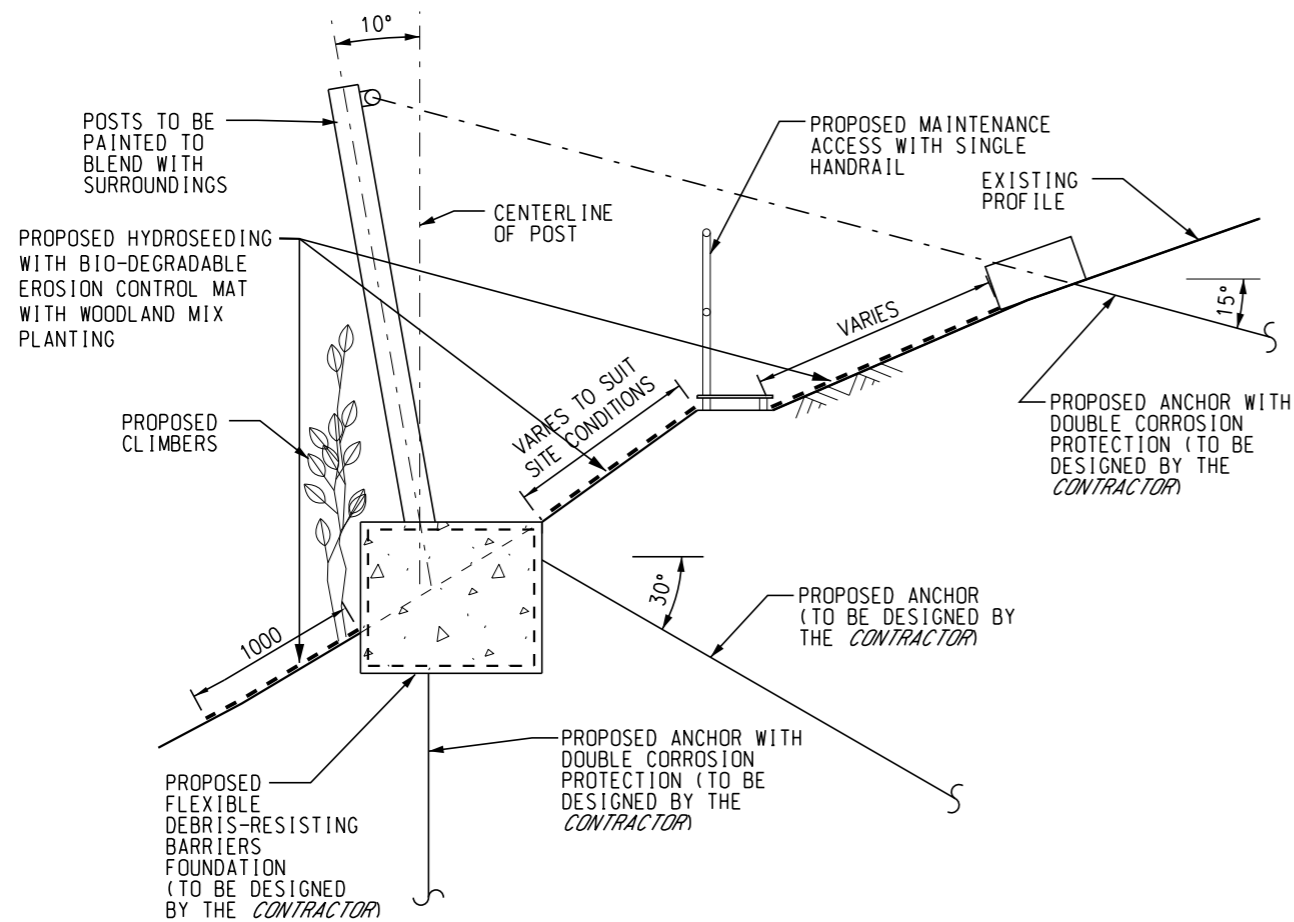 10°
POSTS TO BE
PAINTED TO
BLEND WITH
SURROUNDINGS
PROPOSED MAINTENANCE
ACCESS WITH SINGLE
HANDRAIL
EXISTING
PROFILE
CENTERLINE
OF POST
PROPOSED HYDROSEEDING
WITH BIO-DEGRADABLE
EROSION CONTROL MAT
WITH WOODLAND MIX
PLANTING
VARIES
15°
VARIES TO SUIT
SITE CONDITIONS
PROPOSED
CLIMBERS
PROPOSED ANCHOR WITH
DOUBLE CORROSION
PROTECTION (TO BE
DESIGNED BY THE
CONTRACTOR)
30°
1000
PROPOSED ANCHOR
(TO BE DESIGNED BY
THE CONTRACTOR)
PROPOSED ANCHOR WITH
DOUBLE CORROSION
PROTECTION (TO BE
DESIGNED BY THE
CONTRACTOR)
PROPOSED
FLEXIBLE
DEBRIS-RESISTING
BARRIERS
FOUNDATION
(TO BE DESIGNED
BY THE CONTRACTOR)